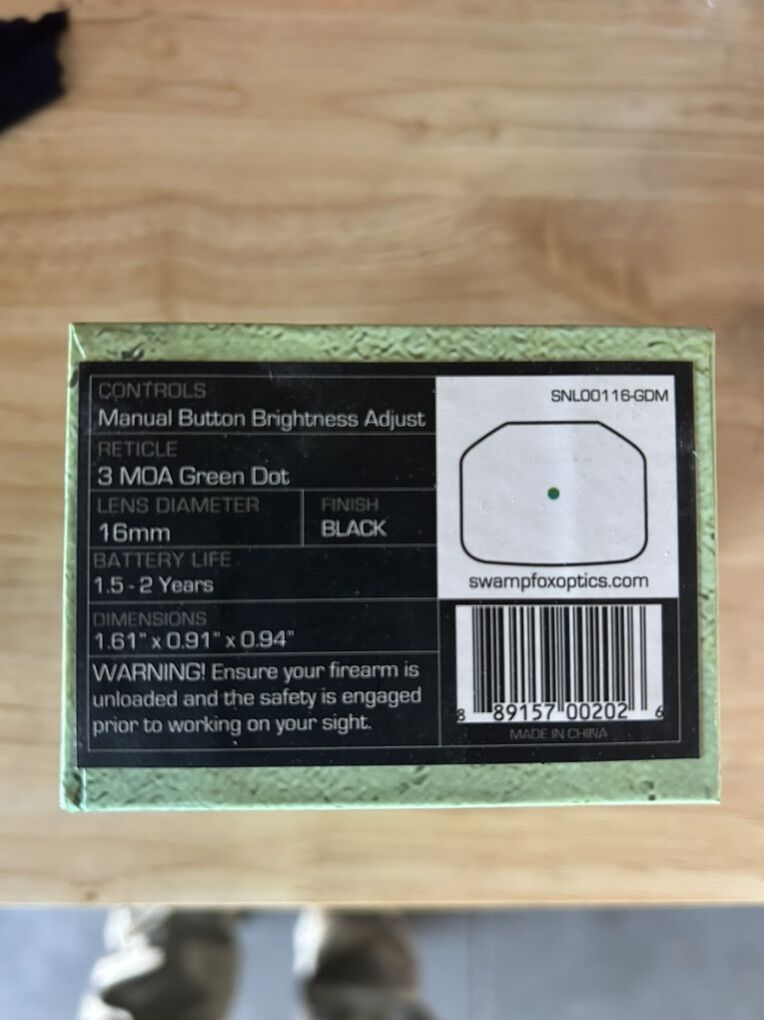 CONTROLS
Manual Button Brightness Adjust
RETICLE
3 MOA Green Dot
LENS DIAMETER
16mm
FINISH
BLACK
BATTERY LIFE
1.5 - 2 Years
DIMENSIONS
1.61" x 0.91" x 0.94"
WARNING! Ensure your firearm is
unloaded and the safety is engaged
prior to working on your sight.
SNL00116-GDM
swampfoxoptics.com
8 89157 00202 6
MADE IN CHINA